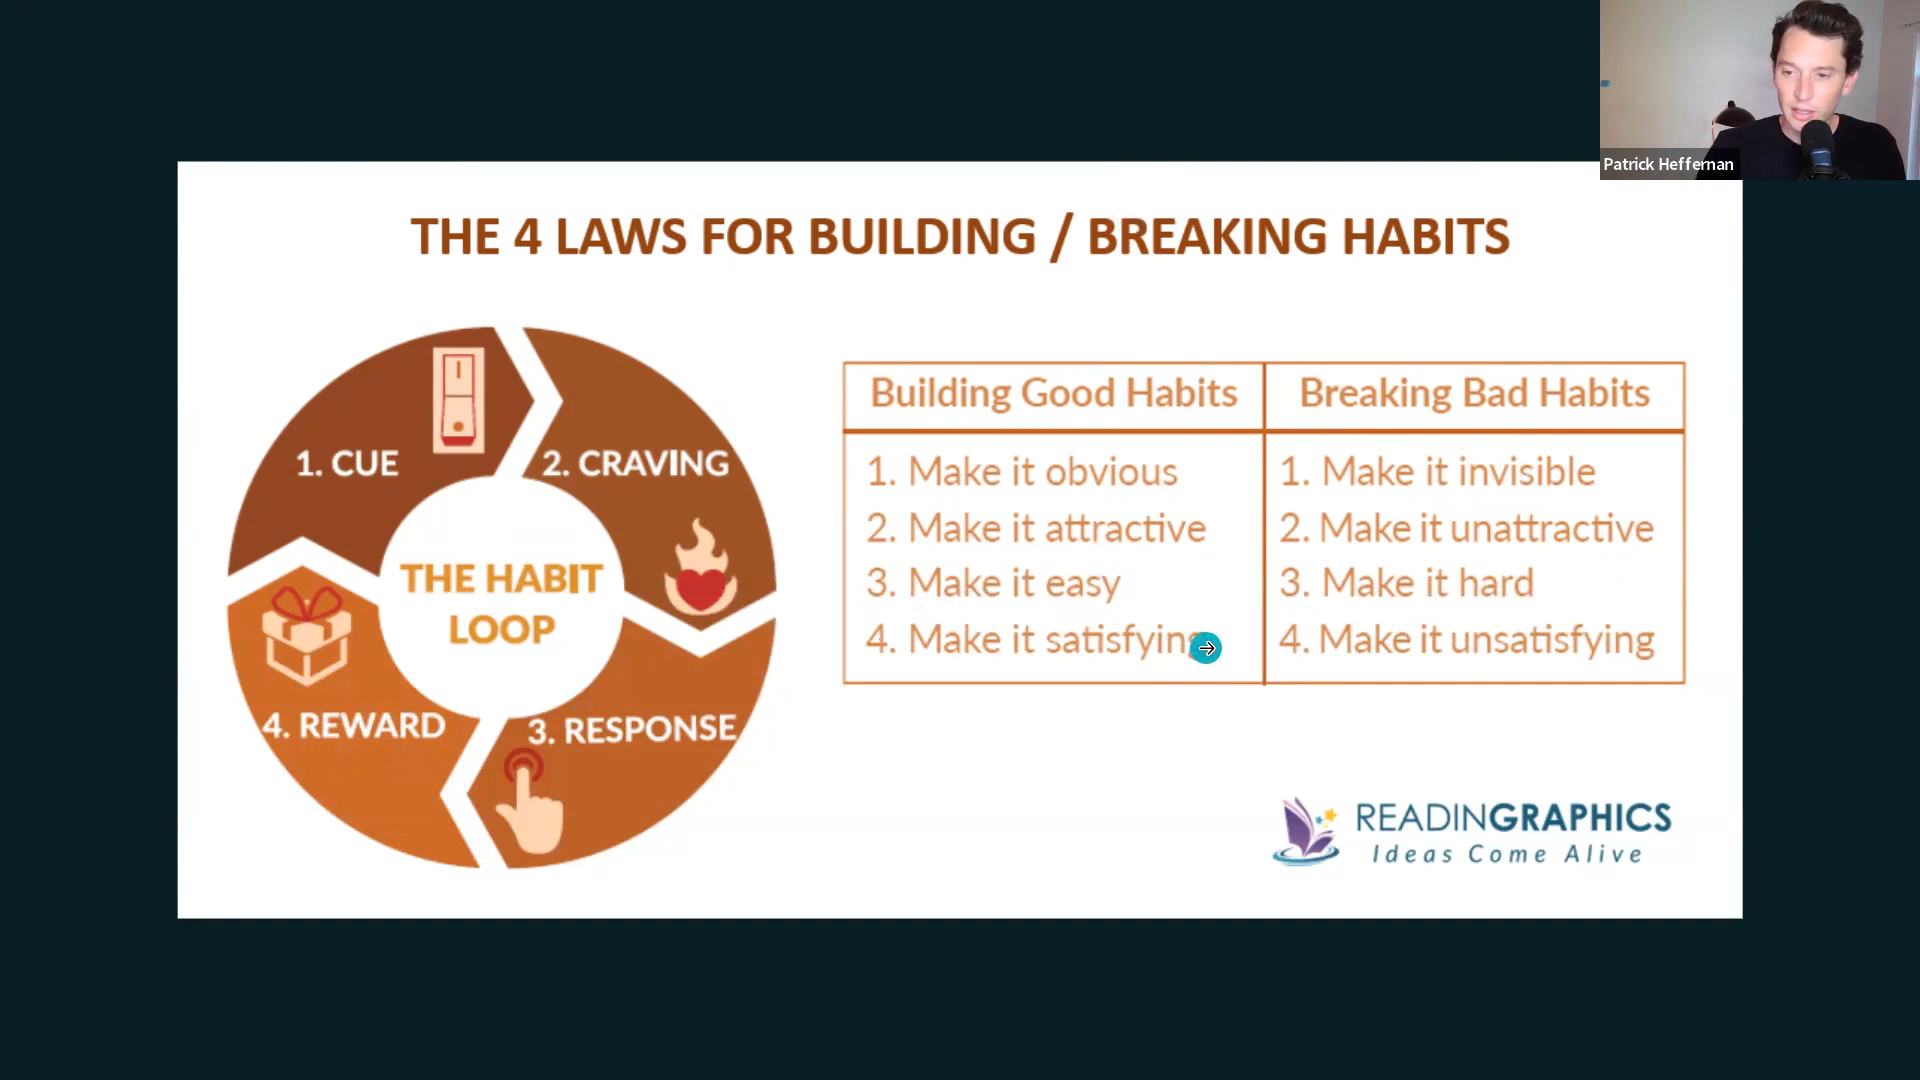 Patrick Heffernan
THE 4 LAWS FOR BUILDING / BREAKING HABITS
1. CUE
2. CRAVING
THE HABIT
LOOP
4. REWARD
3. RESPONSE
Building Good Habits
1. Make it obvious
2. Make it attractive
3. Make it easy
4. Make it satisfying
Breaking Bad Habits
1. Make it invisible
2. Make it unattractive
3. Make it hard
4. Make it unsatisfying
READINGRAPHICS
Ideas Come Alive